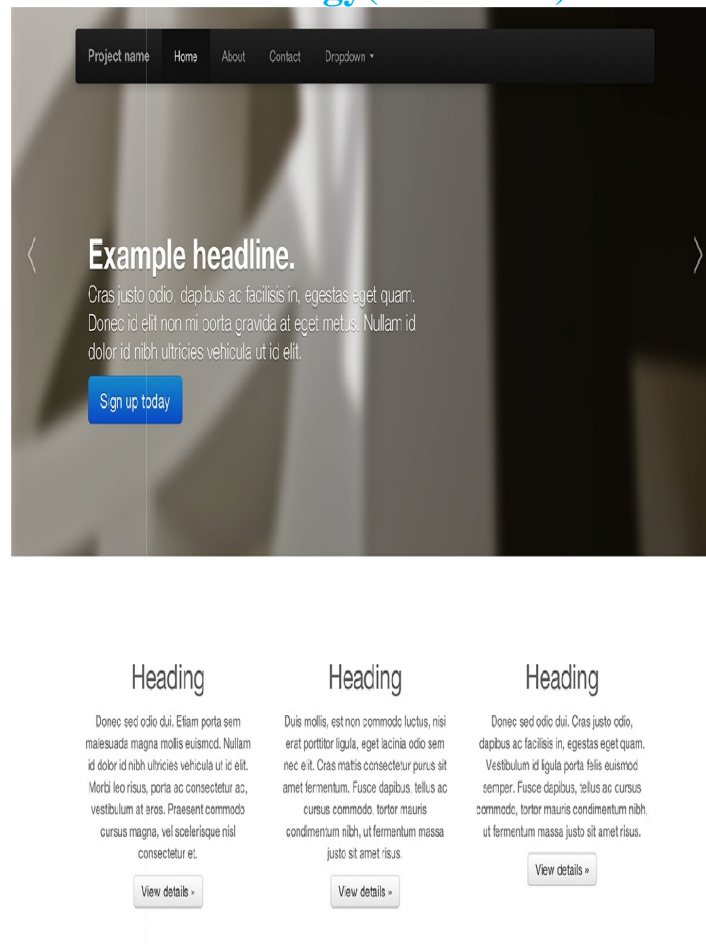 Project name Home About Contact Dropdown
Example headline.
Cras justo odio, dapibus ac facilisis in, egestas eget quam.
Donec id elit non mi porta gravida at eget metus. Nullam id
dolor id nibh ultricies vehicula ut id elit.
Sign up today
Heading
Donec sed odio dui. Etiam porta sem
malesuada magna mollis euismod. Nullam
id dolor id nibh ultricies vehicula ut id elit.
Morbi leo risus, porta ac consectetur ac,
vestibulum at eros. Praesent commodo
cursus magna, vel scelerisque nisl
consectetur et.
View details »
Heading
Duis mollis, est non commodo luctus, nisi
erat porttitor ligula, eget lacinia odio sem
nec elit. Cras mattis consectetur purus sit
amet fermentum. Fusce dapibus, tellus ac
cursus commodo, tortor mauris
condimentum nibh, ut fermentum massa
justo sit amet risus.
View details »
Heading
Donec sed odio dui. Cras justo odio,
dapibus ac facilisis in, egestas eget quam.
Vestibulum id ligula porta felis euismod
semper. Fusce dapibus, tellus ac cursus
commodo, tortor mauris condimentum nibh,
ut fermentum massa justo sit amet risus.
View details »